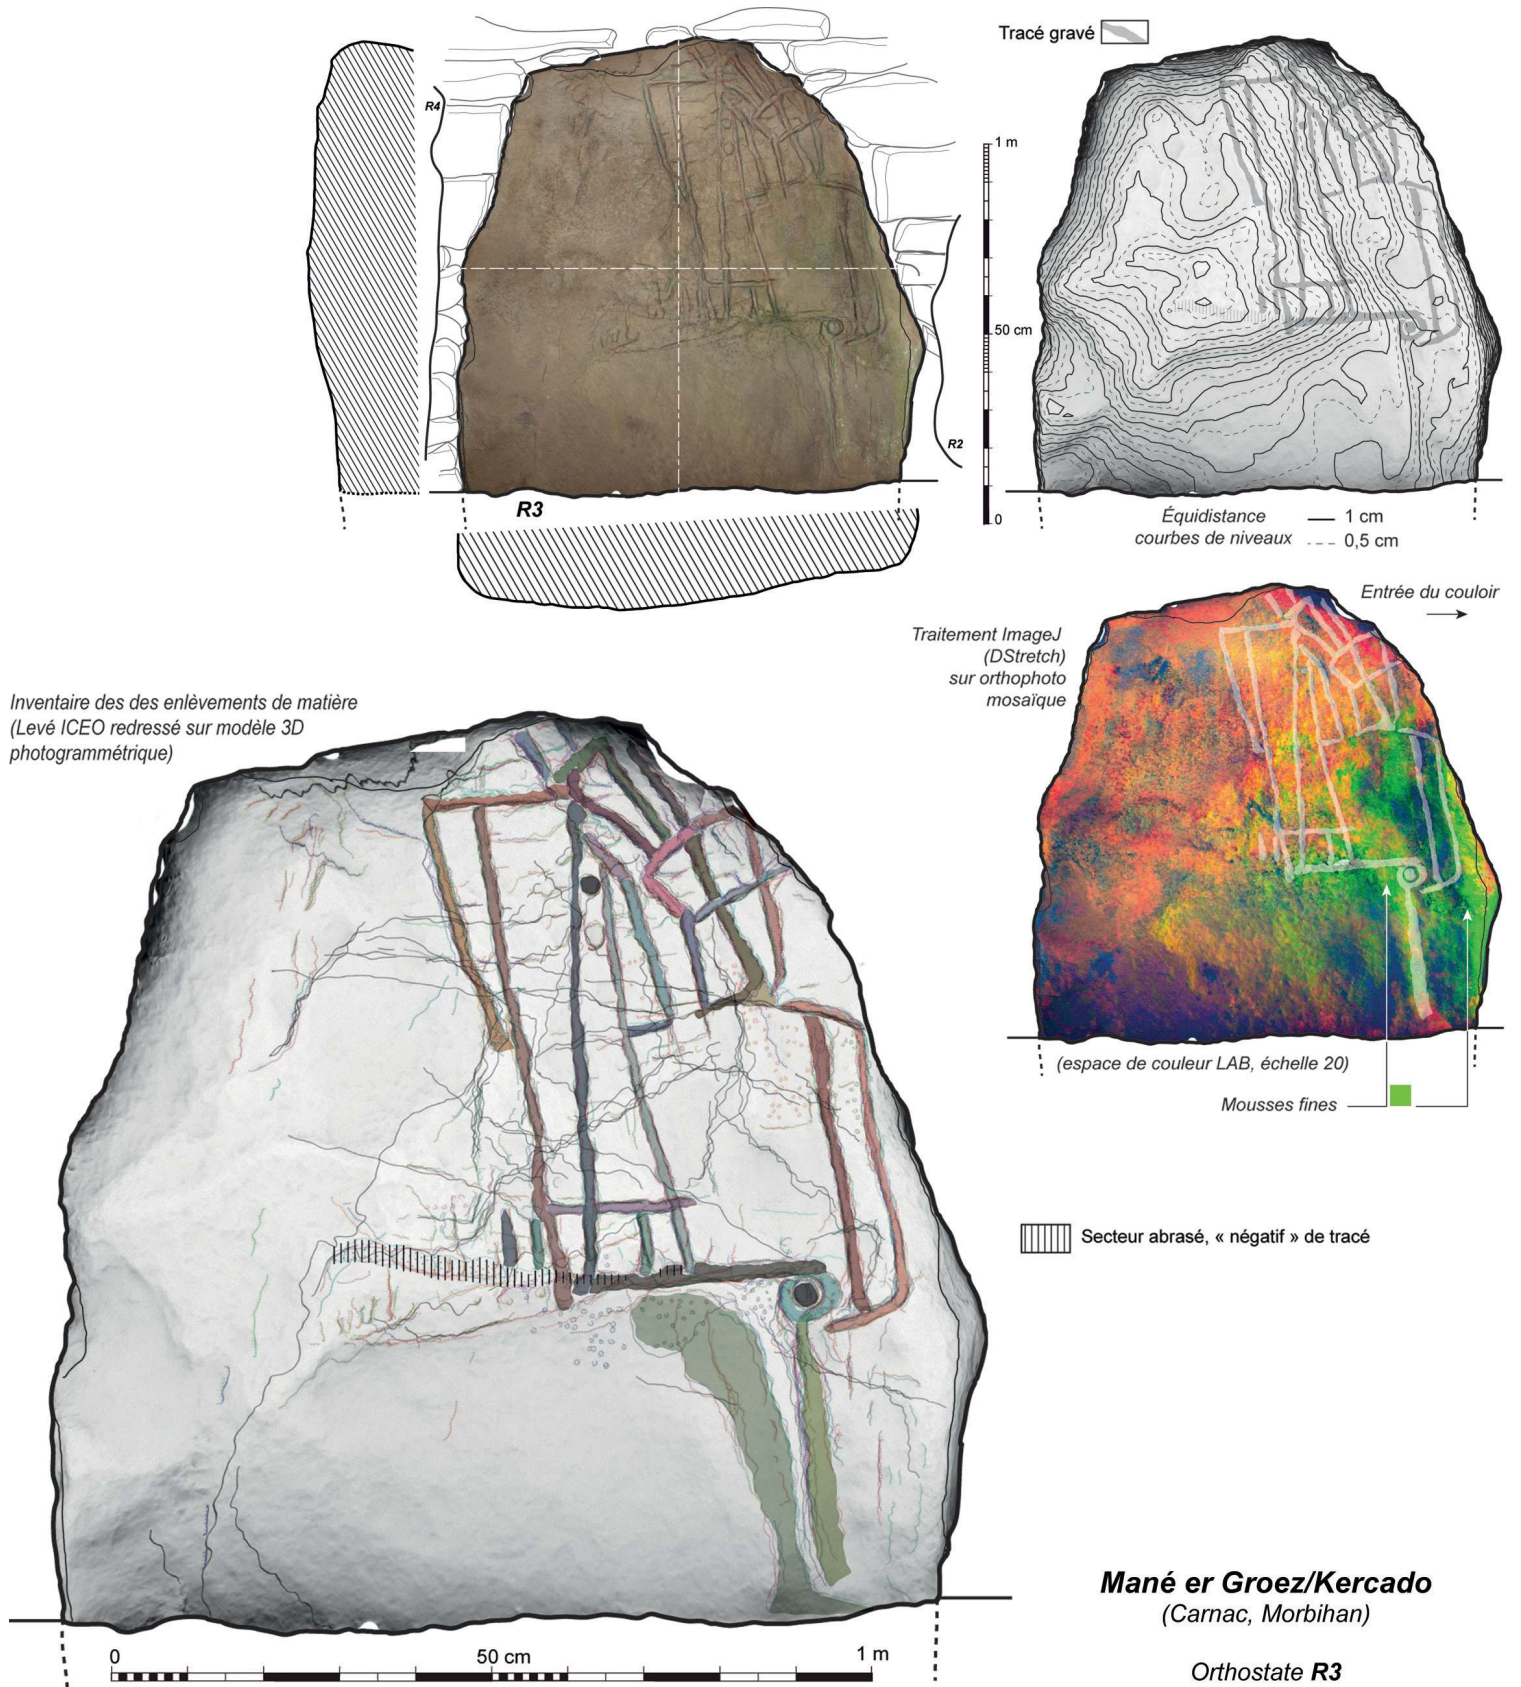 Tracé gravé
R4
1 m
50 cm
0
R2
R3
Équidistance
courbes de niveaux
1 cm
0,5 cm
Entrée du couloir
Traitement ImageJ
(DStretch)
sur orthophoto
mosaïque
Inventaire des des enlèvements de matière
(Levé ICEO redressé sur modèle 3D
photogrammétrique)
(espace de couleur LAB, échelle 20)
Mousses fines
Secteur abrasé, « négatif » de tracé
Mané er Groez/Kercado
(Carnac, Morbihan)
Orthostate R3
0
50 cm
1 m